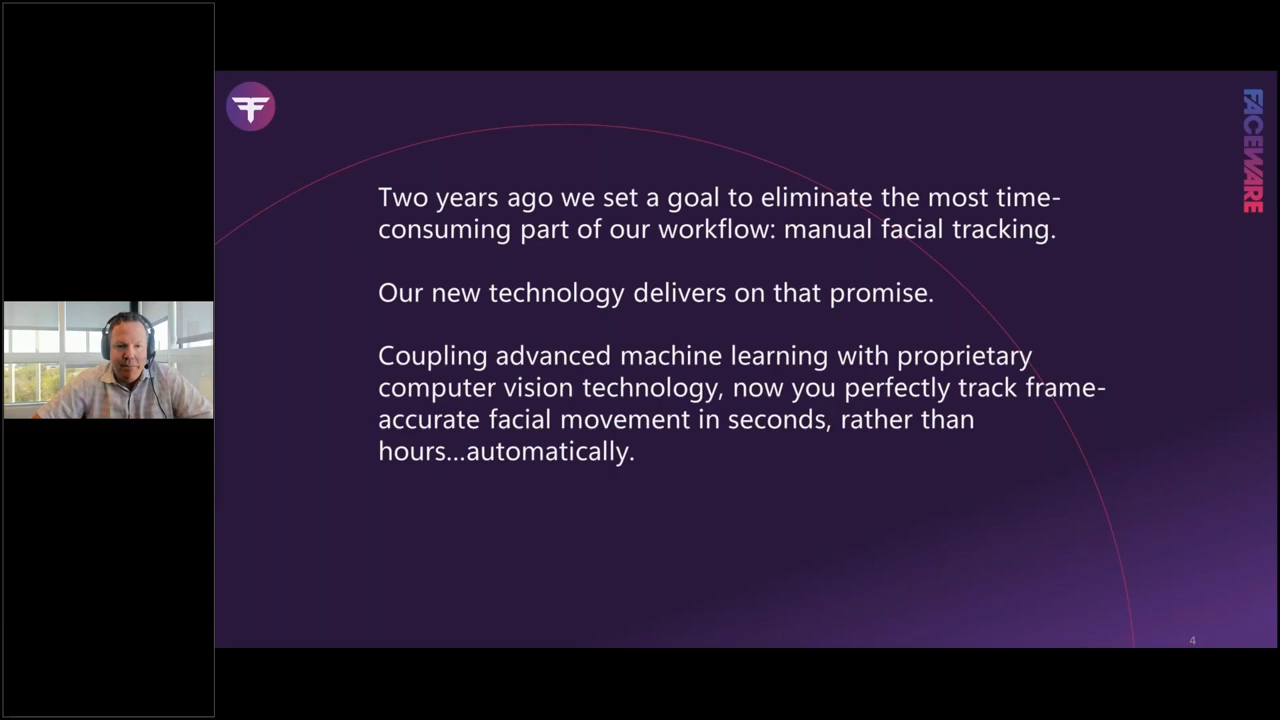 FACEWARE
Two years ago we set a goal to eliminate the most time-
consuming part of our workflow: manual facial tracking.
Our new technology delivers on that promise.
Coupling advanced machine learning with proprietary
computer vision technology, now you perfectly track frame-
accurate facial movement in seconds, rather than
hours...automatically.
4